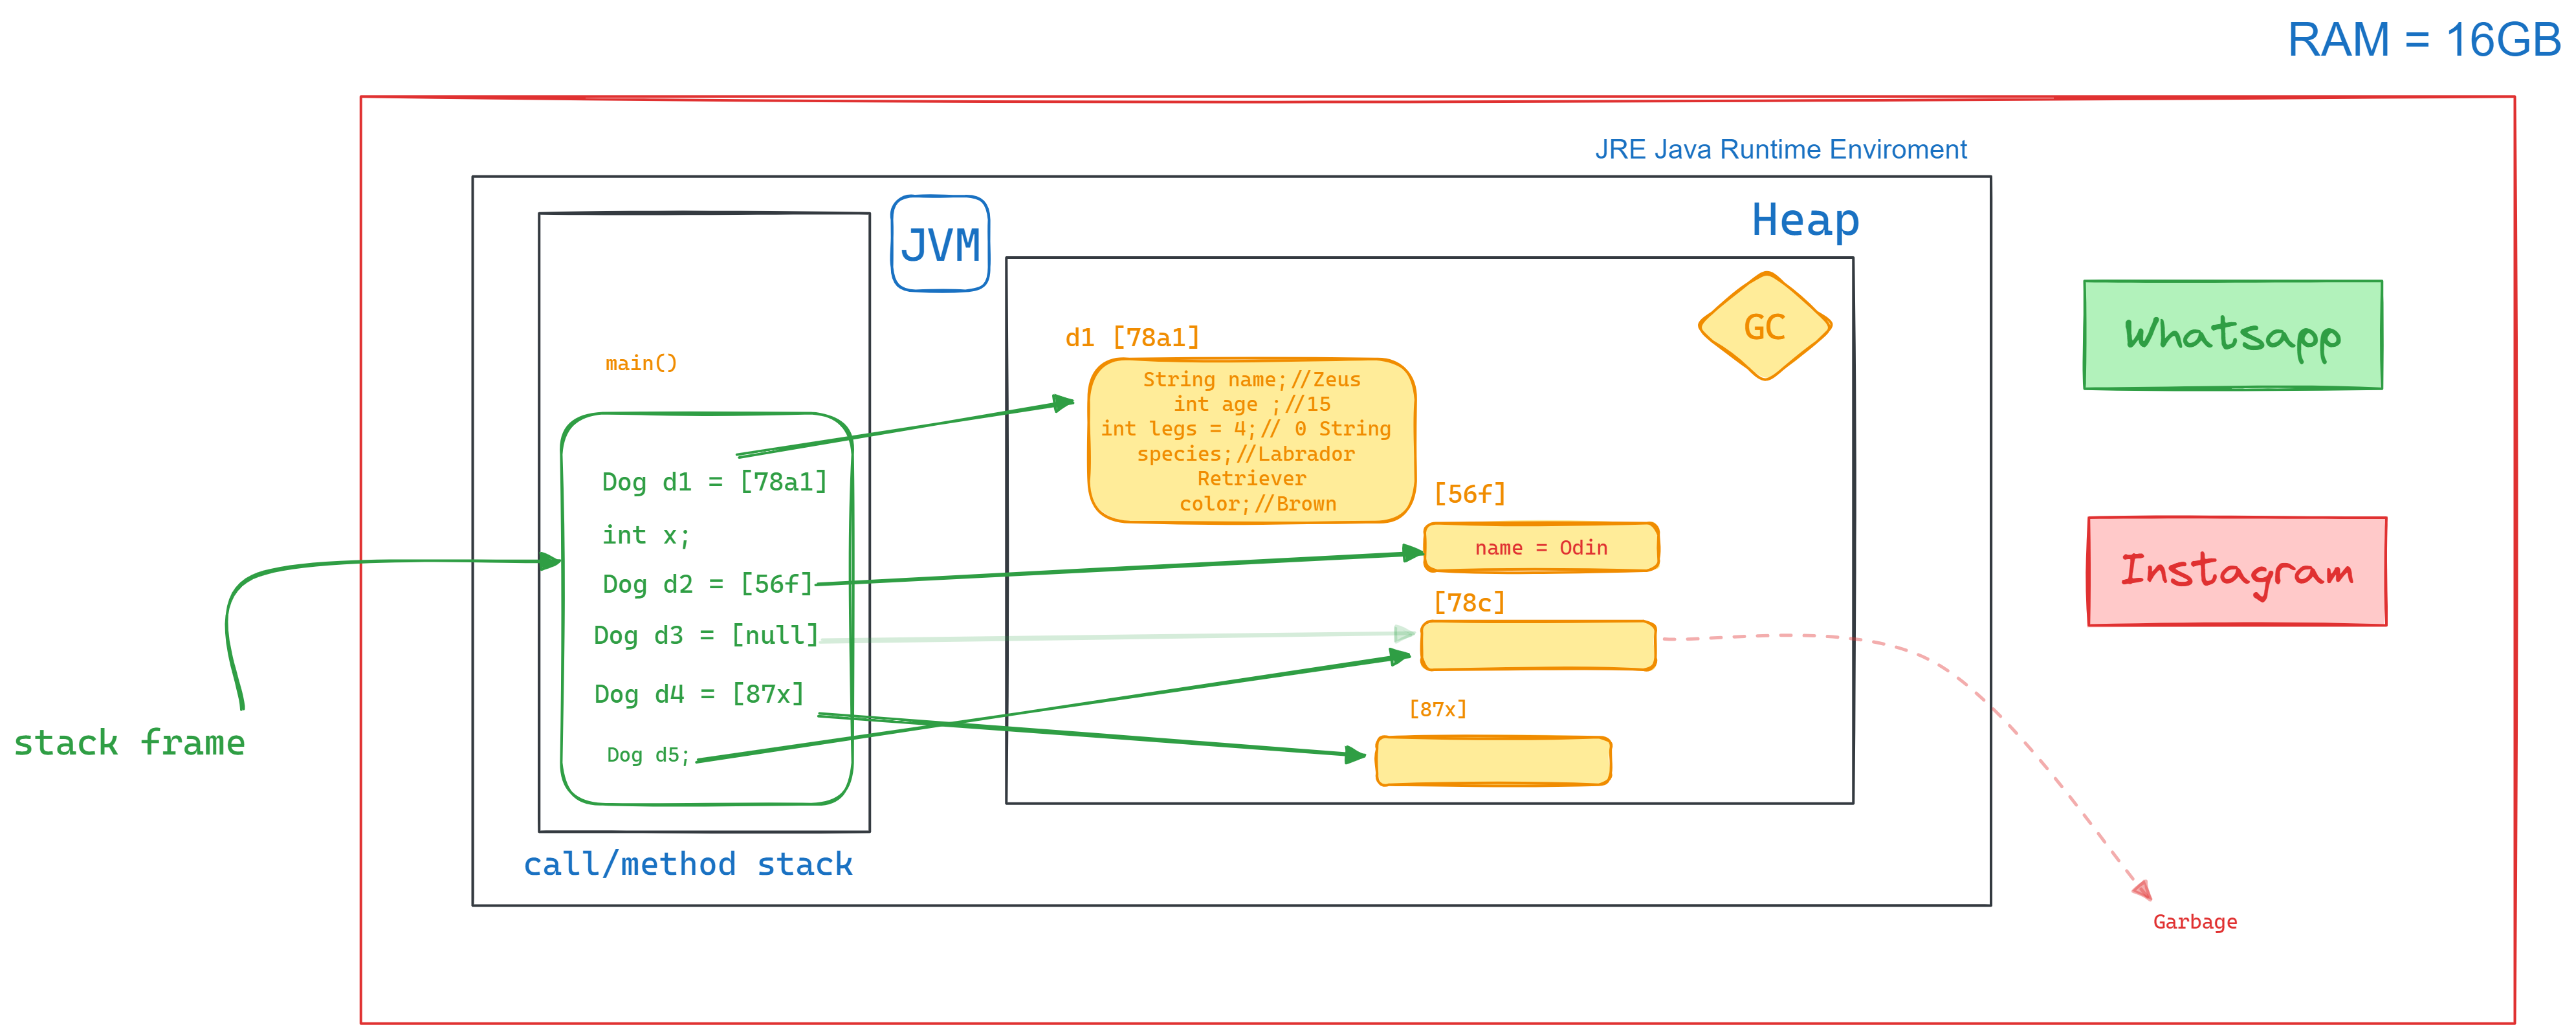 RAM = 16GB
JRE Java Runtime Enviroment
JVM
Heap
GC
main()
Dog d1 = [78a1]
int x;
Dog d2 = [56f]
Dog d3 = [null]
Dog d4 = [87x]
Dog d5;
call/method stack
stack frame
d1 [78a1]
String name;//Zeus
int age ;//15
int legs = 4;// 0 String
species;//Labrador
Retriever
color;//Brown
[56f]
name = Odin
[78c]
[87x]
Whatsapp
Instagram
Garbage